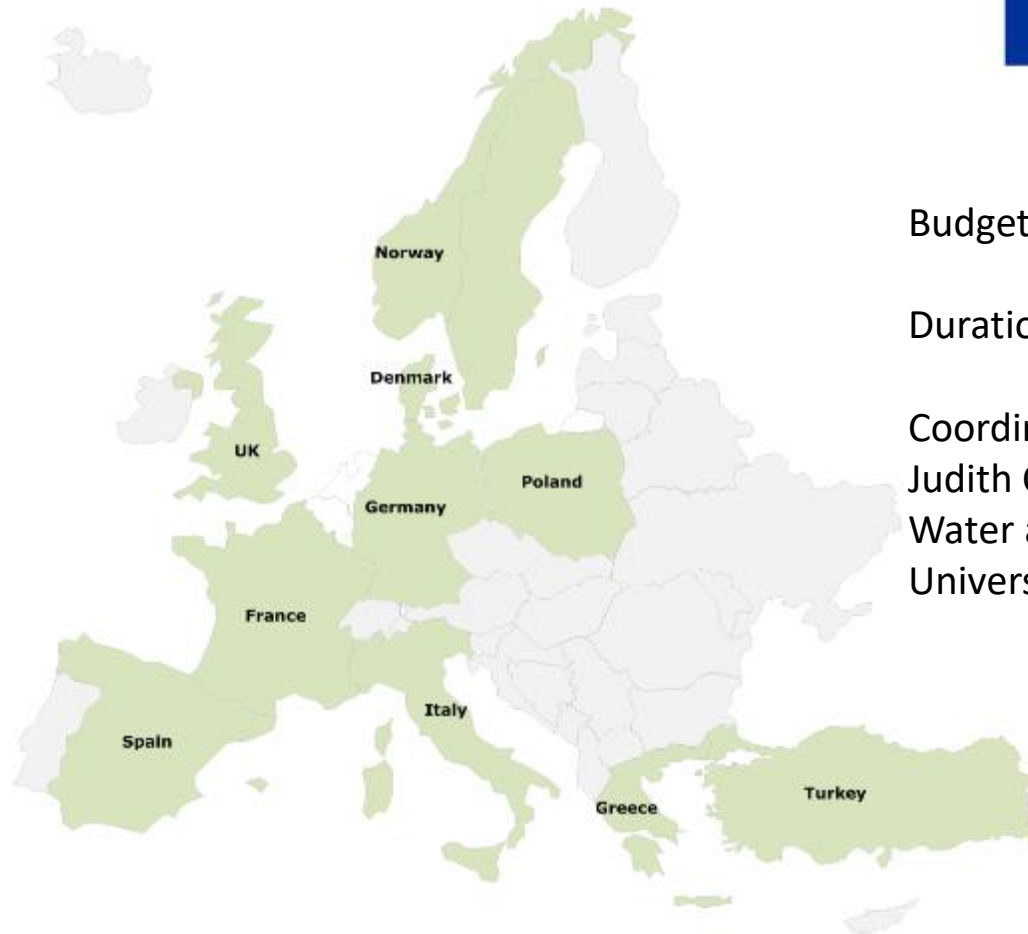 Norway
Denmark
UK
Poland
Germany
France
Italy
Spain
Greece
Turkey
Budget
Duratio
Coordin
Judith
Water
Univers